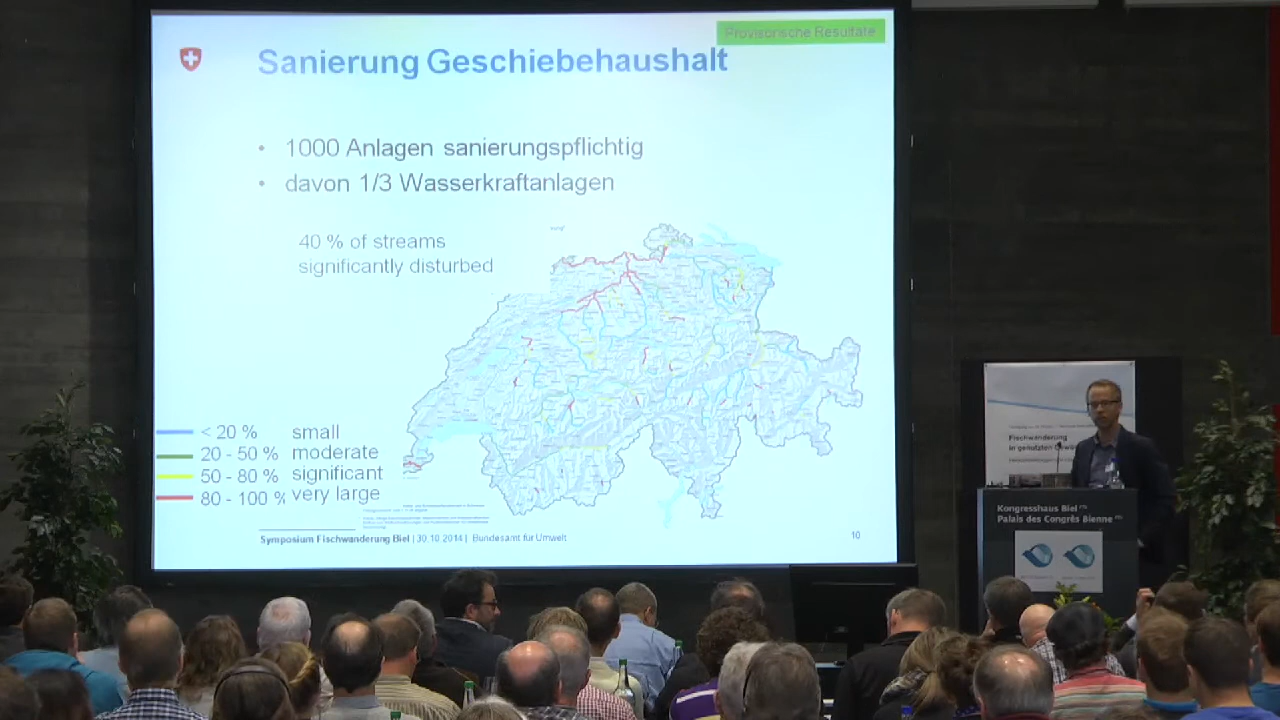 Provisorische Resultate
Sanierung Geschiebehaushalt
• 1000 Anlagen sanierungspflichtig
• davon 1/3 Wasserkraftanlagen
40 % of streams
significantly disturbed
< 20 % small
20 - 50 % moderate
50 - 80 % significant
80 - 100 % very large
Symposium Fischwanderung Biel | 30.10.2014 | Bundesamt für Umwelt
10
Fischwanderung
in genutzten
Kongresshaus Biel
Palais des Congrès Bienne